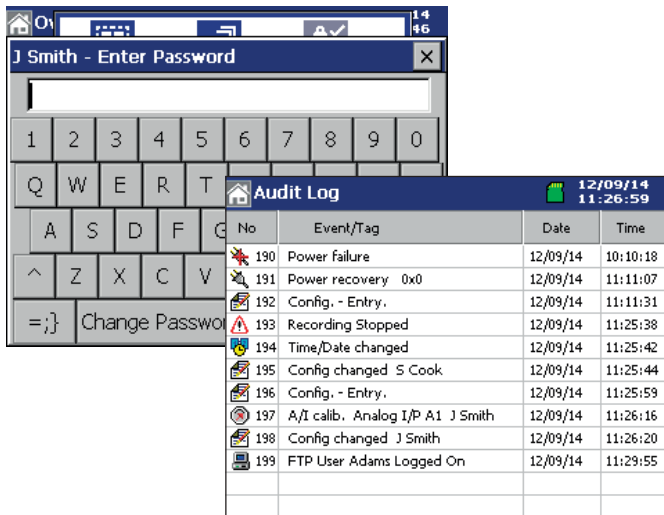 Ov
14
46
J Smith - Enter Password
1 2 3 4 5 6 7 8 9 0
Q W E R T
A S D F G
^ Z X C V
=;} Change Passwo
Audit Log
12/09/14
11:26:59
No Event/Tag Date Time
190 Power failure 12/09/14 10:10:18
191 Power recovery 0x0 12/09/14 11:11:07
192 Config. - Entry. 12/09/14 11:11:31
193 Recording Stopped 12/09/14 11:25:38
194 Time/Date changed 12/09/14 11:25:42
195 Config changed S Cook 12/09/14 11:25:44
196 Config. - Entry. 12/09/14 11:25:59
197 A/I calib. Analog I/P A1 J Smith 12/09/14 11:26:16
198 Config changed J Smith 12/09/14 11:26:20
199 FTP User Adams Logged On 12/09/14 11:29:55